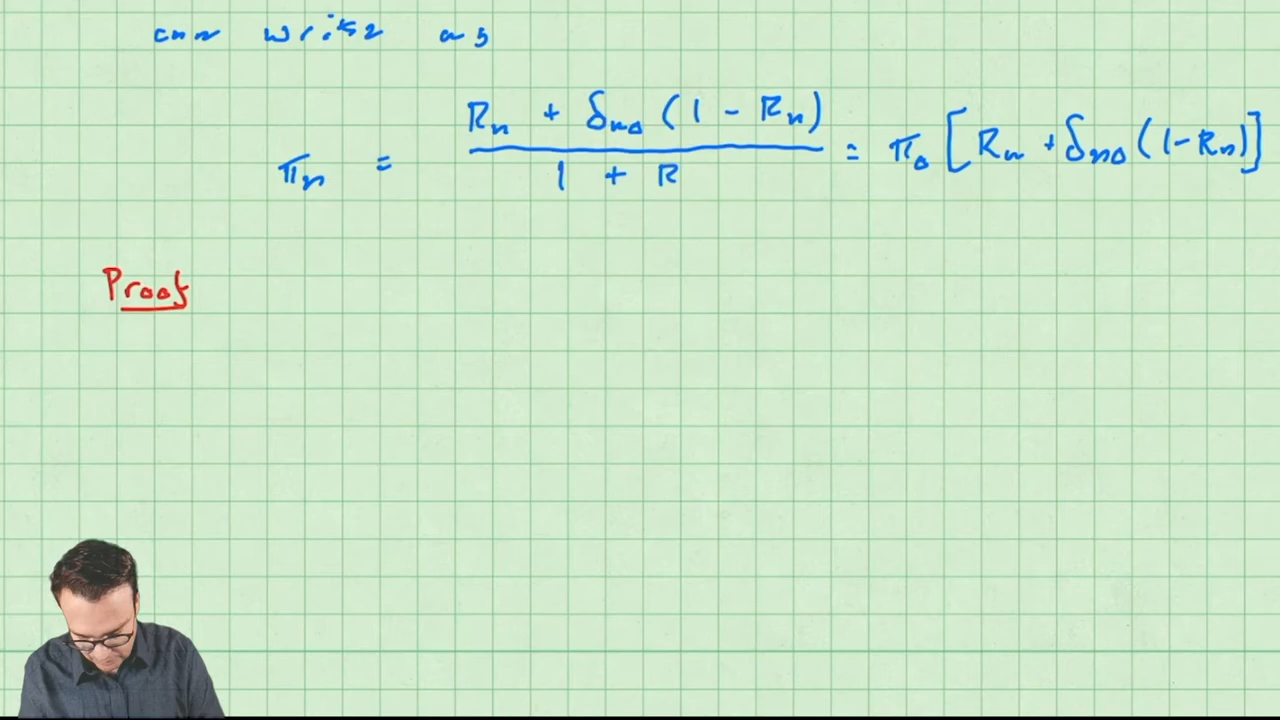 can write as
πₙ = (Rₙ + δₙ₀ (1 - Rₙ)) / (1 + R) = π₀ [Rₙ + δₙ₀ (1 - Rₙ)]
Proof